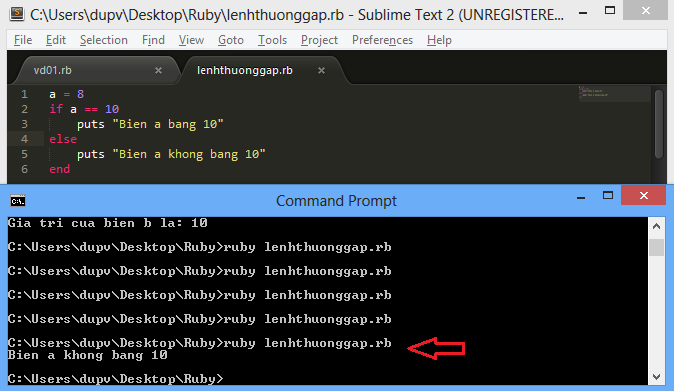 C:\Users\dupv\Desktop\Ruby\lenhthuonggap.rb - Sublime Text 2 (UNREGISTERE...
File Edit Selection Find View Goto Tools Project Preferences Help
vd01.rb × lenhthuonggap.rb ×
1 a = 8
2 if a == 10
3 puts "Bien a bang 10"
4 else
5 puts "Bien a khong bang 10"
6 end
Command Prompt
Gia tri cua bien b la: 10
C:\Users\dupv\Desktop\Ruby>ruby lenhthuonggap.rb
C:\Users\dupv\Desktop\Ruby>ruby lenhthuonggap.rb
C:\Users\dupv\Desktop\Ruby>ruby lenhthuonggap.rb
C:\Users\dupv\Desktop\Ruby>ruby lenhthuonggap.rb
C:\Users\dupv\Desktop\Ruby>ruby lenhthuonggap.rb
Bien a khong bang 10
C:\Users\dupv\Desktop\Ruby>